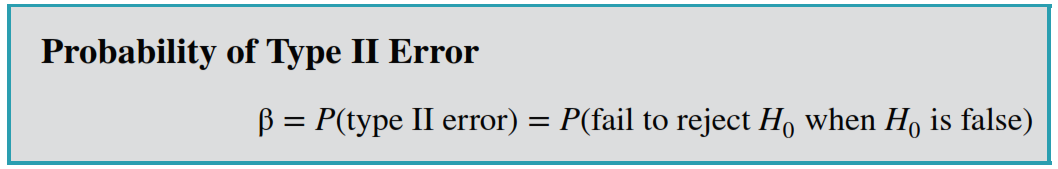 Probability of Type II Error
β = P(type II error) = P(fail to reject H₀ when H₀ is false)